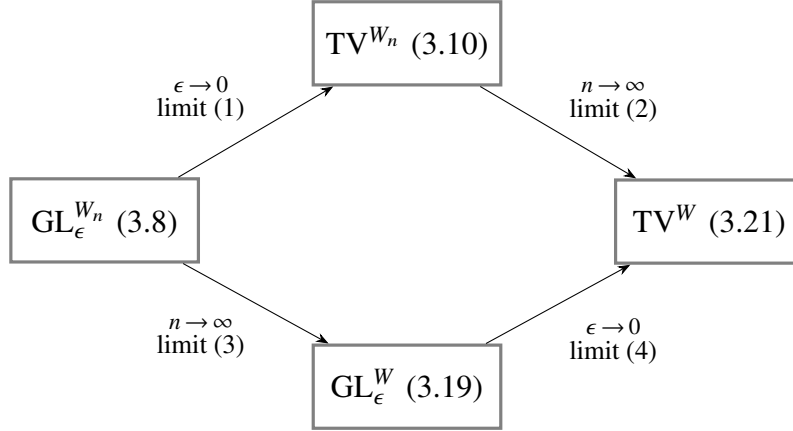 TV^{W_n} (3.10)
ϵ → 0
limit (1)
n → ∞
limit (2)
GL_ϵ^{W_n} (3.8)
TV^W (3.21)
n → ∞
limit (3)
ϵ → 0
limit (4)
GL_ϵ^W (3.19)